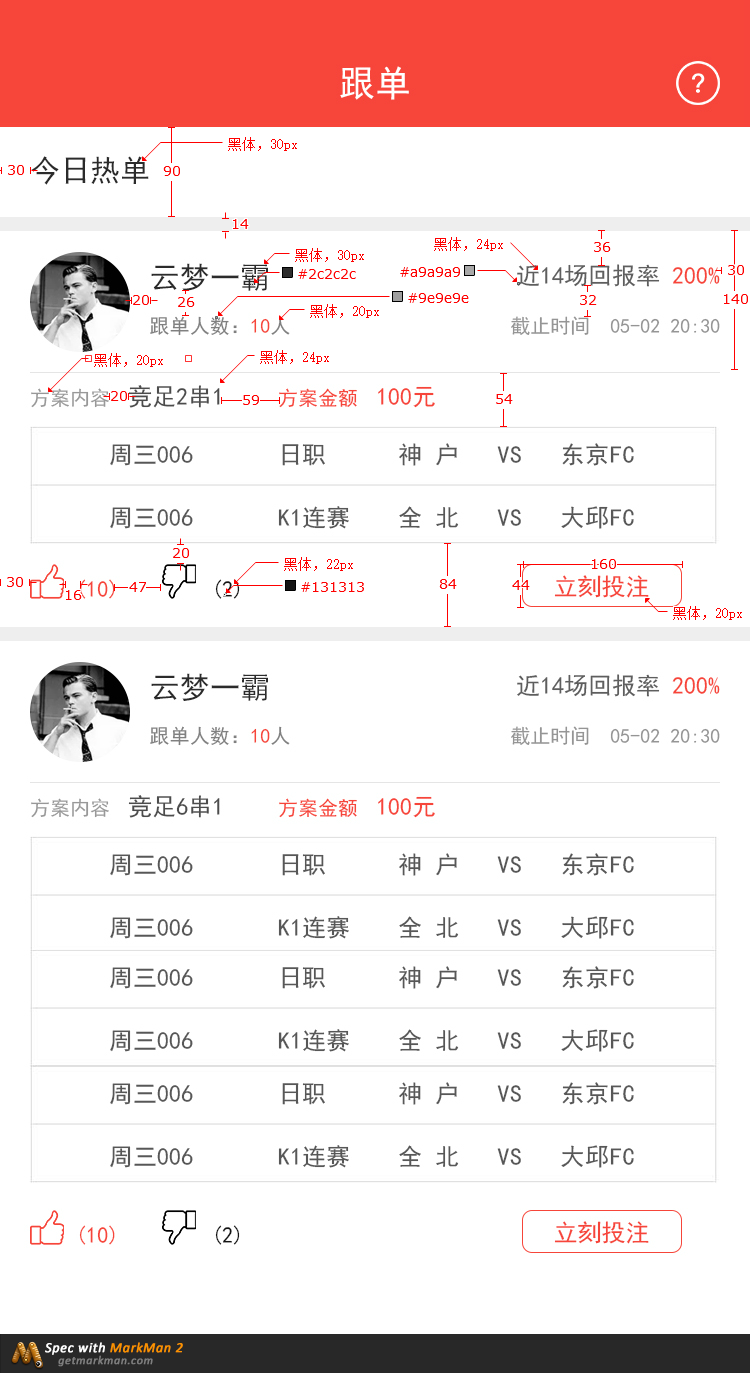 跟单
?
黑体，30px
30 今日热单 90
14
黑体，24px
36
黑体，30px
云梦一霸 #2c2c2c #a9a9a9 近14场回报率 200% 30
20 26 #9e9e9e 32 140
黑体，20px
跟单人数：10人 截止时间 05-02 20:30
黑体，20px 黑体，24px
方案内容 20 竞足2串1 59 方案金额 100元 54
周三006 日职 神 户 VS 东京FC
周三006 K1连赛 全 北 VS 大邱FC
20
黑体，22px 160
30 16 (10) 47 (2) #131313 84 44 立刻投注
黑体，20px
云梦一霸 近14场回报率 200%
跟单人数：10人 截止时间 05-02 20:30
方案内容 竞足6串1 方案金额 100元
周三006 日职 神 户 VS 东京FC
周三006 K1连赛 全 北 VS 大邱FC
周三006 日职 神 户 VS 东京FC
周三006 K1连赛 全 北 VS 大邱FC
周三006 日职 神 户 VS 东京FC
周三006 K1连赛 全 北 VS 大邱FC
(10) (2) 立刻投注
Spec with MarkMan 2
getmarkman.com